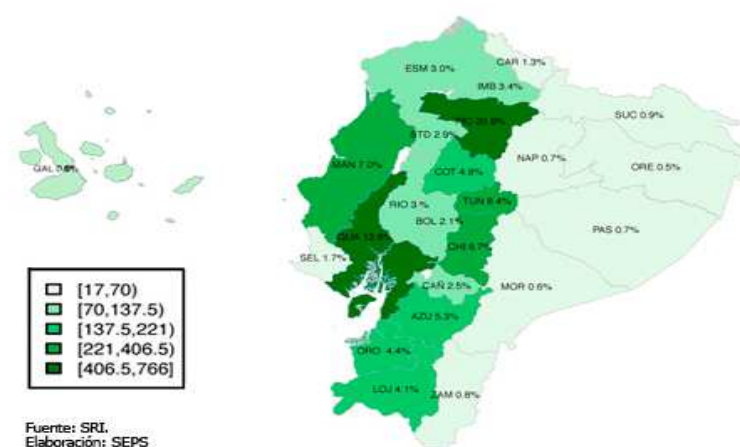 CAR 1.3%
ESM 3.0%
IMB 3.4%
SUC 0.9%
STD 2.9%
NAP 0.7%
ORE 0.5%
MAN 7.0%
COT 4.8%
GAL
TUN
RIO 3 %
BOL 2.1%
PAS 0.7%
GUA
CHI
SEL 1.7%
CAÑ 2.5%
MOR 0.6%
AZU 5.3%
ORO 4.4%
LOJ 4.1%
ZAM 0.8%
[17,70)
[70,137.5)
[137.5,221)
[221,406.5)
[406.5,766]
Fuente: SRI.
Elaboración: SEPS